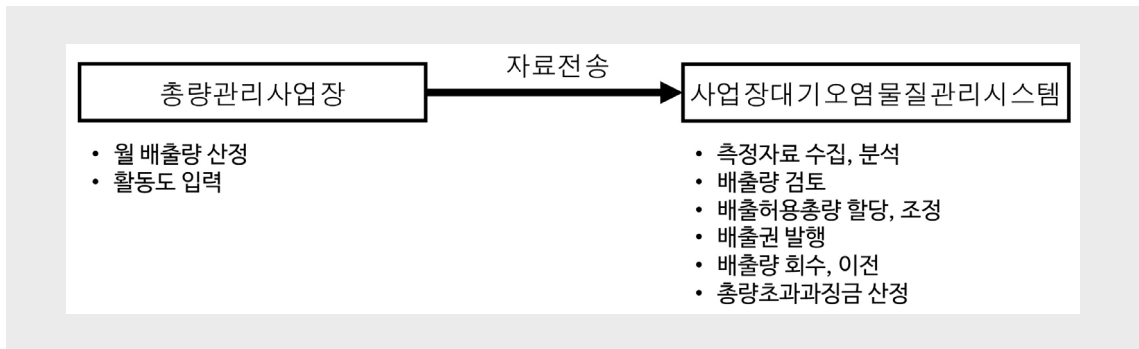 총량관리사업장
자료전송
사업장대기오염물질관리시스템
• 월 배출량 산정
• 활동도 입력
• 측정자료 수집, 분석
• 배출량 검토
• 배출허용총량 할당, 조정
• 배출권 발행
• 배출량 회수, 이전
• 총량초과과징금 산정